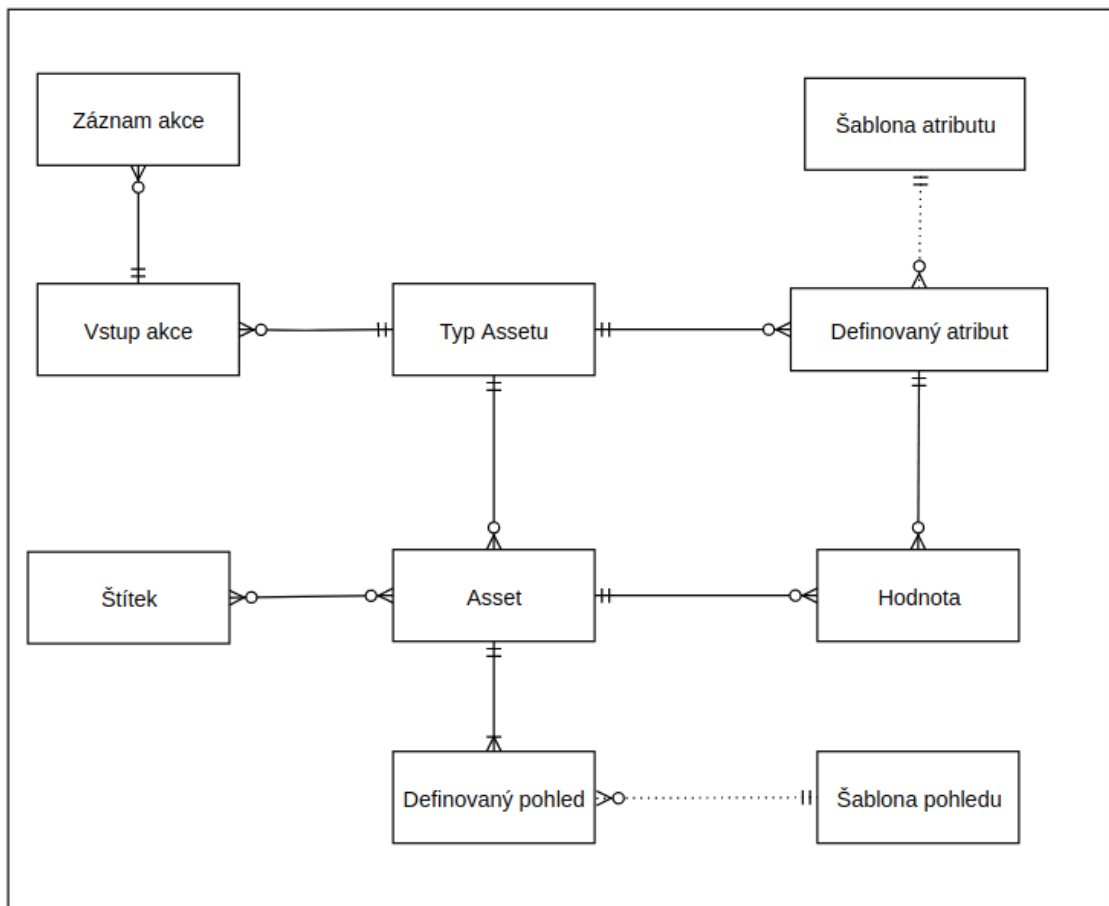 Záznam akce
Šablona atributu
Vstup akce
Typ Assetu
Definovaný atribut
Štítek
Asset
Hodnota
Definovaný pohled
Šablona pohledu